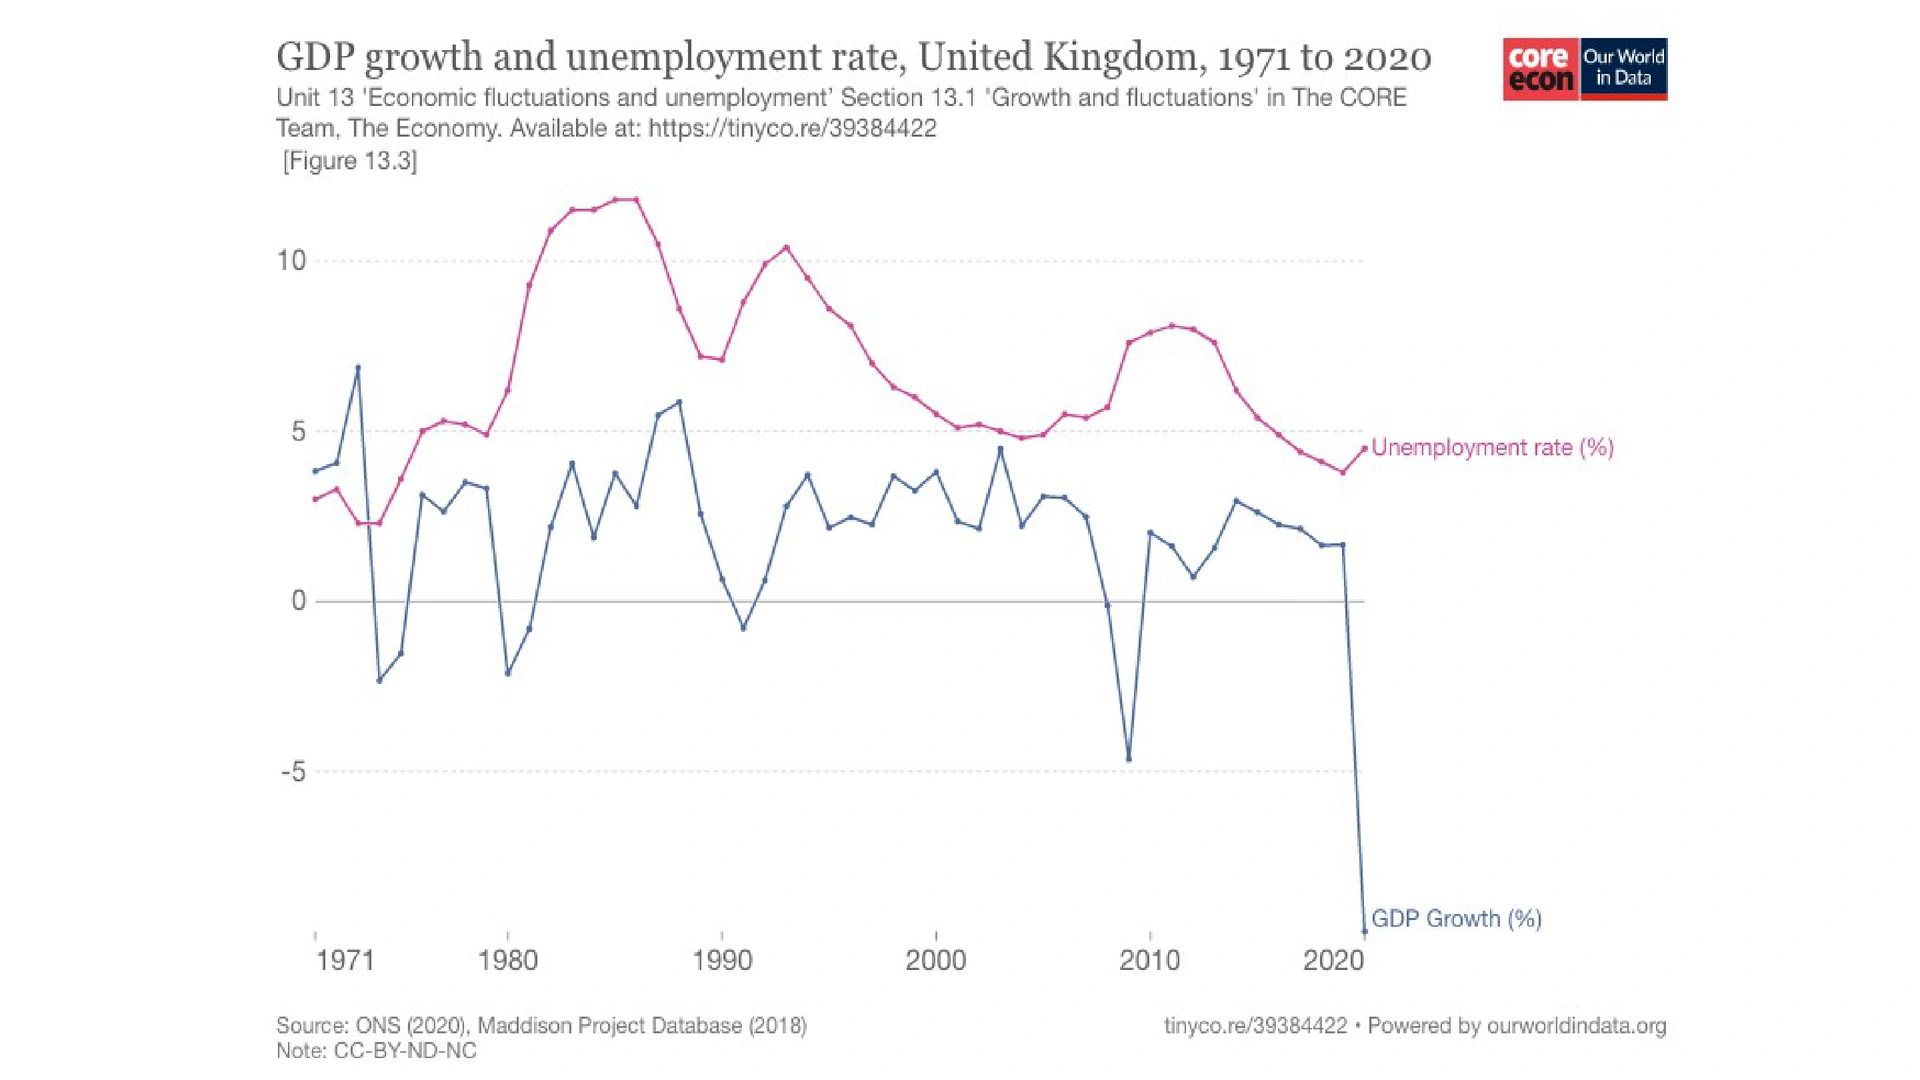 GDP growth and unemployment rate, United Kingdom, 1971 to 2020
core
econ
Our World
in Data
Unit 13 'Economic fluctuations and unemployment' Section 13.1 'Growth and fluctuations' in The CORE
Team, The Economy. Available at: https://tinyco.re/39384422
[Figure 13.3]
10
5
0
-5
Unemployment rate (%)
GDP Growth (%)
1971
1980
1990
2000
2010
2020
Source: ONS (2020), Maddison Project Database (2018)
Note: CC-BY-ND-NC
tinyco.re/39384422 • Powered by ourworldindata.org